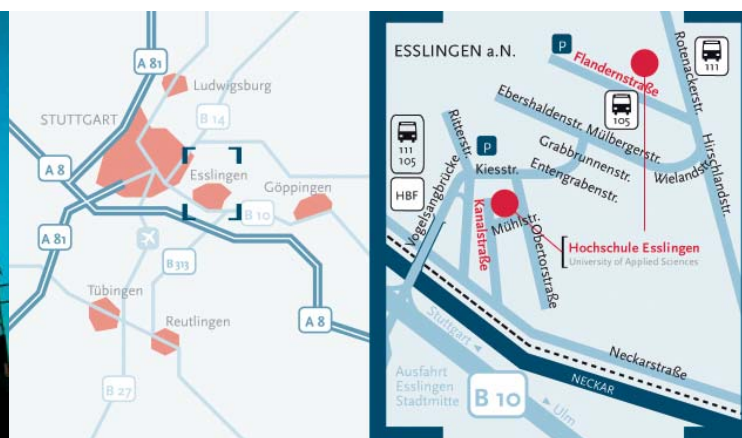 A 81
Ludwigsburg
STUTTGART
B 14
A 8
Esslingen
Göppingen
B 10
A 81
B 313
Tübingen
A 8
Reutlingen
B 27
ESSLINGEN a.N.
P
Flandernstraße
Rotenackerstr.
111
105
Ebershaldenstr.
Mülbergerstr.
Hirschlandstr.
111
105
HBF
Ritterstr.
P
Kiesstr.
Grabbrunnenstr.
Entengrabenstr.
Wielandstr.
Vogelsangbrücke
Kanalstraße
Mühlstr.
Obertorstraße
Hochschule Esslingen
University of Applied Sciences
Stuttgart
Neckarstraße
NECKAR
Ausfahrt
Esslingen
Stadtmitte
B 10
Ulm